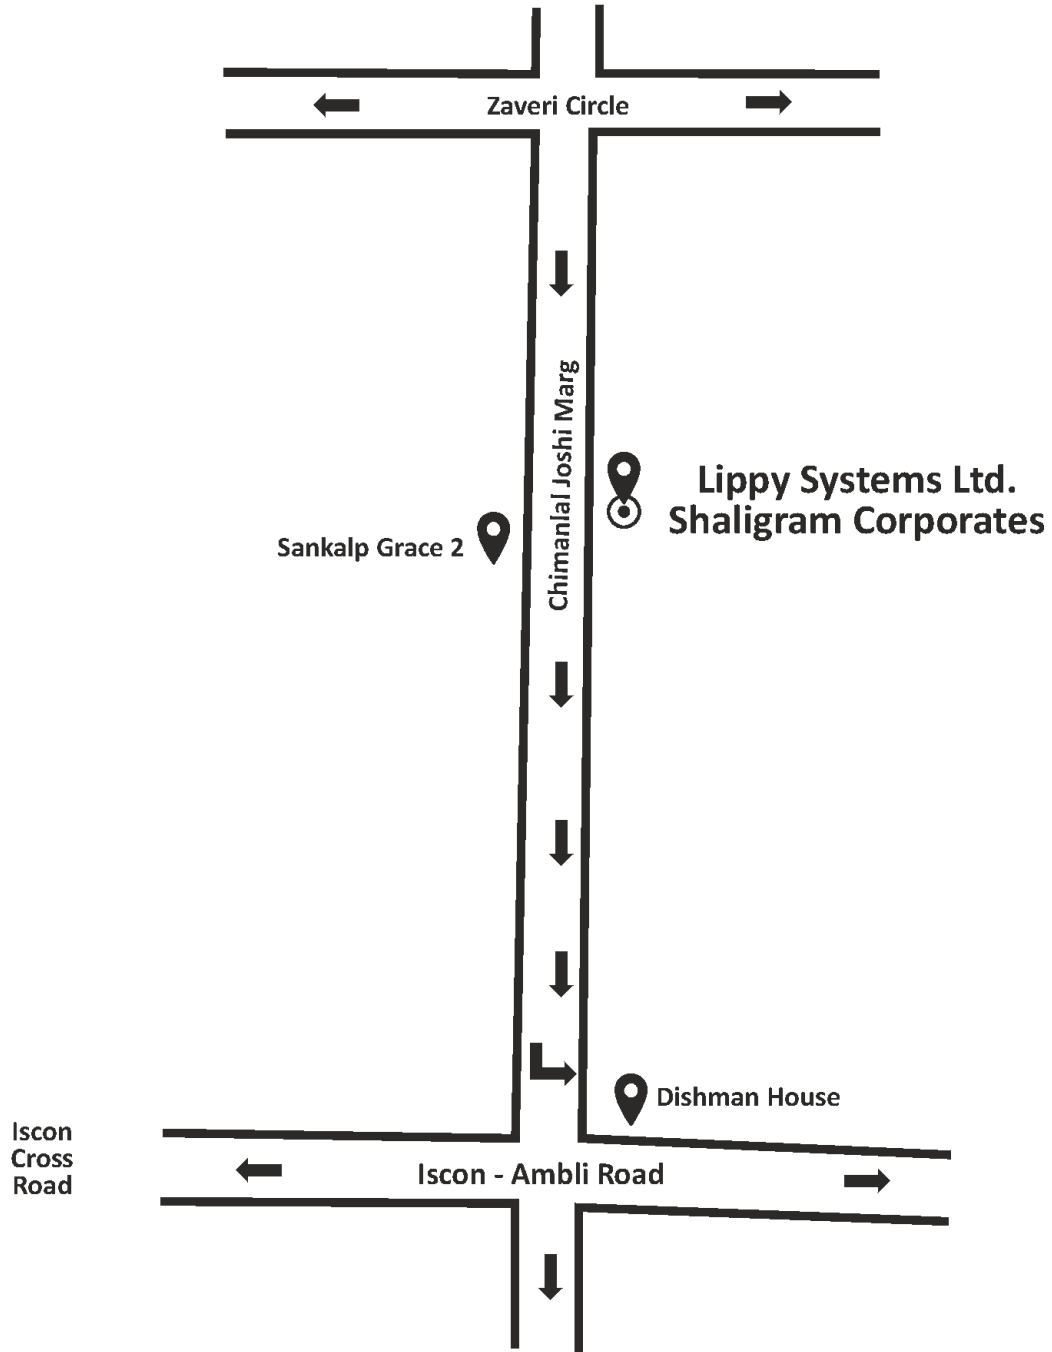 Zaveri Circle
Chimanlal Joshi Marg
Lippy Systems Ltd.
Shaligram Corporates
Sankalp Grace 2
Dishman House
Iscon
Cross
Road
Iscon - Ambli Road